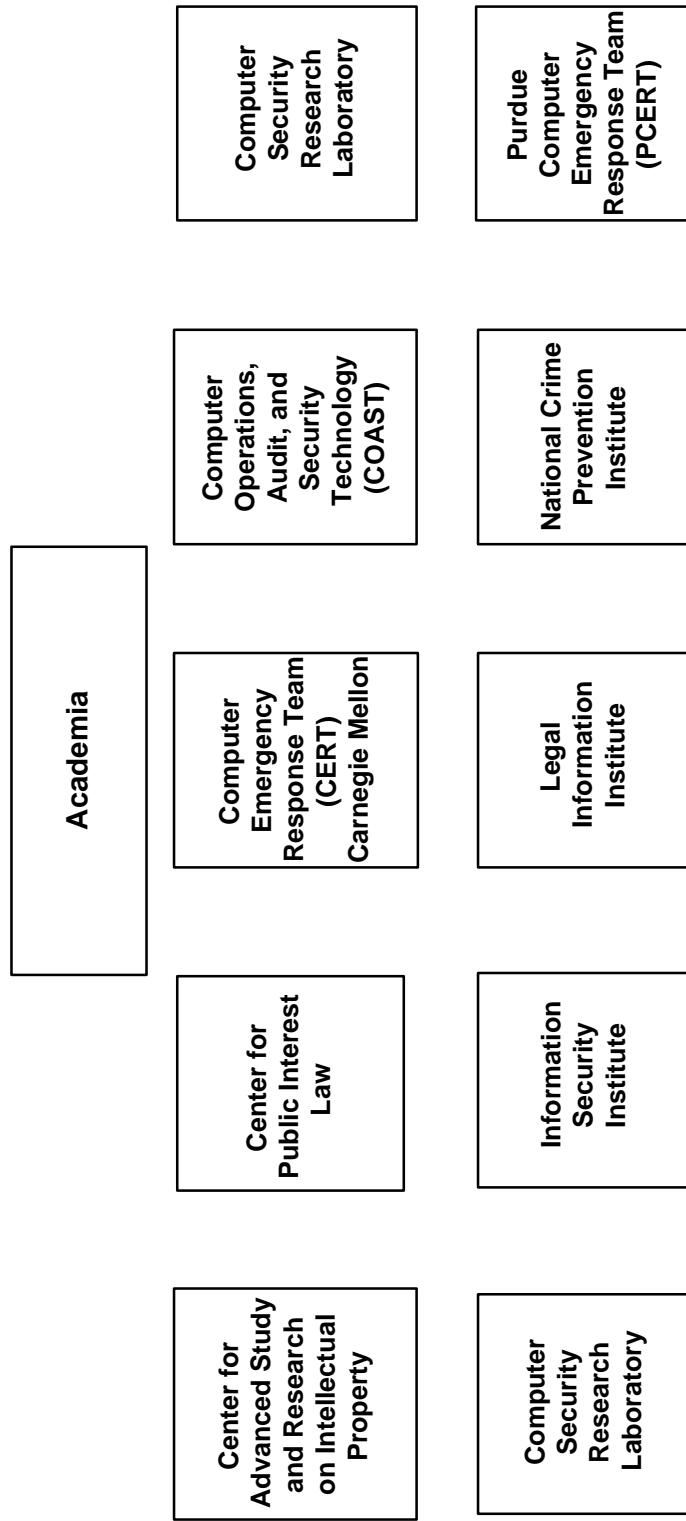 Academia
Center for
Advanced Study
and Research
on Intellectual
Property
Center for
Public Interest
Law
Computer
Emergency
Response Team
(CERT)
Carnegie Mellon
Computer
Operations,
Audit, and
Security
Technology
(COAST)
Computer
Security
Research
Laboratory
Computer
Security
Research
Laboratory
Information
Security
Institute
Legal
Information
Institute
National Crime
Prevention
Institute
Purdue
Computer
Emergency
Response Team
(PCERT)